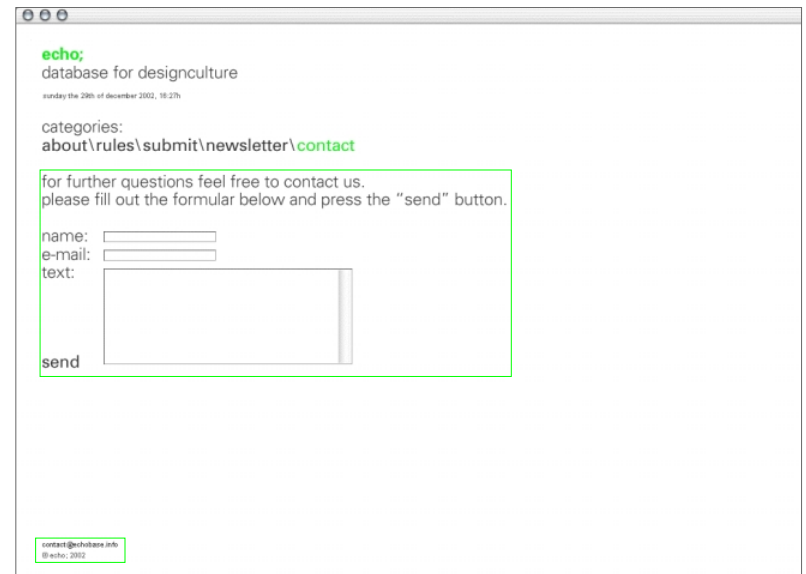 echo;
database for designculture
sunday the 29th of december 2002, 18:27h
categories:
about\rules\submit\newsletter\contact
for further questions feel free to contact us.
please fill out the formular below and press the “send” button.
name:
e-mail:
text:
send
contact@echobase.info
© echo; 2002